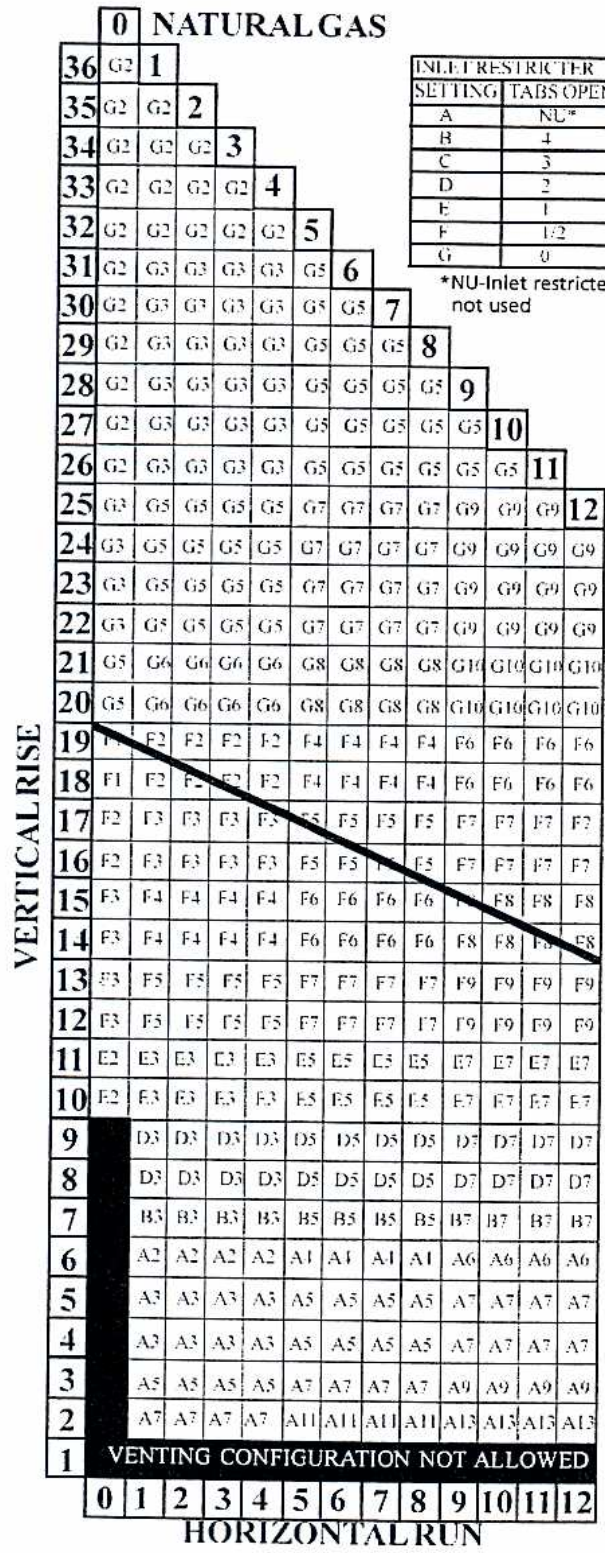 0 NATURAL GAS
36 G2 1
35 G2 G2 2
34 G2 G2 G2 3
33 G2 G2 G2 G2 4
32 G2 G2 G2 G2 G2 5
31 G2 G3 G3 G3 G3 G5 6
30 G2 G3 G3 G3 G3 G5 G5 7
29 G2 G3 G3 G3 G3 G5 G5 G5 8
28 G2 G3 G3 G3 G3 G5 G5 G5 G5 9
27 G2 G3 G3 G3 G3 G5 G5 G5 G5 G5 10
26 G2 G3 G3 G3 G3 G5 G5 G5 G5 G5 G5 11
25 G3 G5 G5 G5 G5 G7 G7 G7 G7 G9 G9 G9 12
24 G3 G5 G5 G5 G5 G7 G7 G7 G7 G9 G9 G9 G9
23 G3 G5 G5 G5 G5 G7 G7 G7 G7 G9 G9 G9 G9
22 G3 G5 G5 G5 G5 G7 G7 G7 G7 G9 G9 G9 G9
21 G5 G6 G6 G6 G6 G8 G8 G8 G8 G10 G10 G10 G10
20 G5 G6 G6 G6 G6 G8 G8 G8 G8 G10 G10 G10 G10
19 F2 F2 F2 F2 F4 F4 F4 F4 F6 F6 F6 F6
18 F1 F2 F2 F2 F2 F4 F4 F4 F4 F6 F6 F6 F6
17 F2 F3 F3 F3 F3 F5 F5 F5 F5 F7 F7 F7 F7
16 F2 F3 F3 F3 F3 F5 F5 F5 F7 F7 F7 F7
15 F3 F4 F4 F4 F4 F6 F6 F6 F6 F8 F8 F8
14 F3 F4 F4 F4 F4 F6 F6 F6 F6 F8 F8 F8 F8
13 F3 F5 F5 F5 F5 F7 F7 F7 F7 F9 F9 F9 F9
12 F3 F5 F5 F5 F5 F7 F7 F7 F7 F9 F9 F9 F9
11 E2 E3 E3 E3 E3 E5 E5 E5 E5 E7 E7 E7 E7
10 E2 E3 E3 E3 E3 E5 E5 E5 E5 E7 E7 E7 E7
9 D3 D3 D3 D3 D5 D5 D5 D5 D7 D7 D7 D7
8 D3 D3 D3 D3 D5 D5 D5 D5 D7 D7 D7 D7
7 B3 B3 B3 B3 B5 B5 B5 B5 B7 B7 B7 B7
6 A2 A2 A2 A2 A4 A4 A4 A4 A6 A6 A6 A6
5 A3 A3 A3 A3 A5 A5 A5 A5 A7 A7 A7 A7
4 A3 A3 A3 A3 A5 A5 A5 A5 A7 A7 A7 A7
3 A5 A5 A5 A5 A7 A7 A7 A7 A9 A9 A9 A9
2 A7 A7 A7 A7 A11 A11 A11 A11 A13 A13 A13 A13
1 VENTING CONFIGURATION NOT ALLOWED
0 1 2 3 4 5 6 7 8 9 10 11 12
HORIZONTAL RUN
VERTICAL RISE
INLET RESTRICTER
SETTING TABS OPEN
A NU*
B 4
C 3
D 2
E 1
F 1/2
G 0
*NU-Inlet restricte
not used